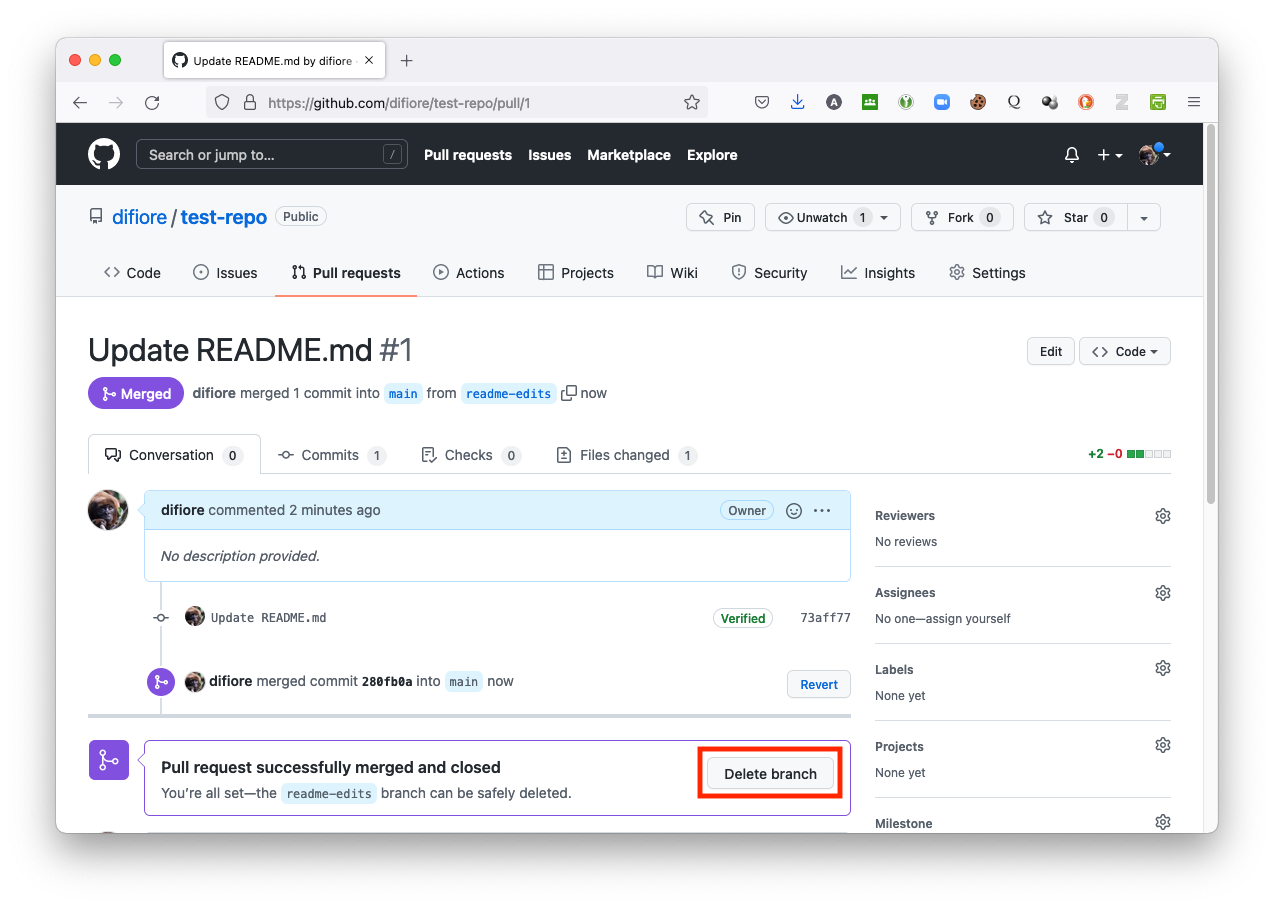 Update README.md by difiore ·
https://github.com/difiore/test-repo/pull/1
Search or jump to… / Pull requests Issues Marketplace Explore
difiore / test-repo Public Pin Unwatch 1 Fork 0 Star 0
Code Issues Pull requests Actions Projects Wiki Security Insights Settings
Update README.md #1 Edit Code
Merged difiore merged 1 commit into main from readme-edits now
Conversation 0 Commits 1 Checks 0 Files changed 1 +2 −0
difiore commented 2 minutes ago Owner
No description provided.
Update README.md Verified 73aff77
difiore merged commit 280fb0a into main now Revert
Pull request successfully merged and closed
You’re all set—the readme-edits branch can be safely deleted.
Delete branch
Reviewers
No reviews
Assignees
No one—assign yourself
Labels
None yet
Projects
None yet
Milestone